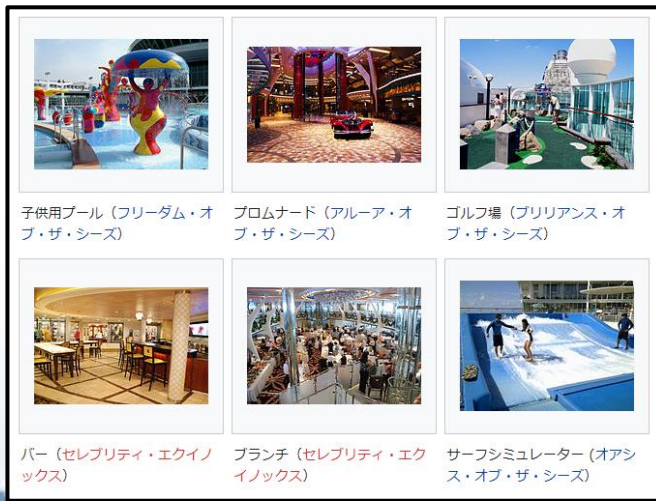 子供用プール（フリーダム・オ
ブ・ザ・シーズ）
プロムナード（アルーア・オ
ブ・ザ・シーズ）
ゴルフ場（ブリリアンス・オ
ブ・ザ・シーズ）
バー（セレブリティ・エクイノ
ックス）
ブランチ（セレブリティ・エク
イノックス）
サーフシミュレーター (オアシ
ス・オブ・ザ・シーズ）